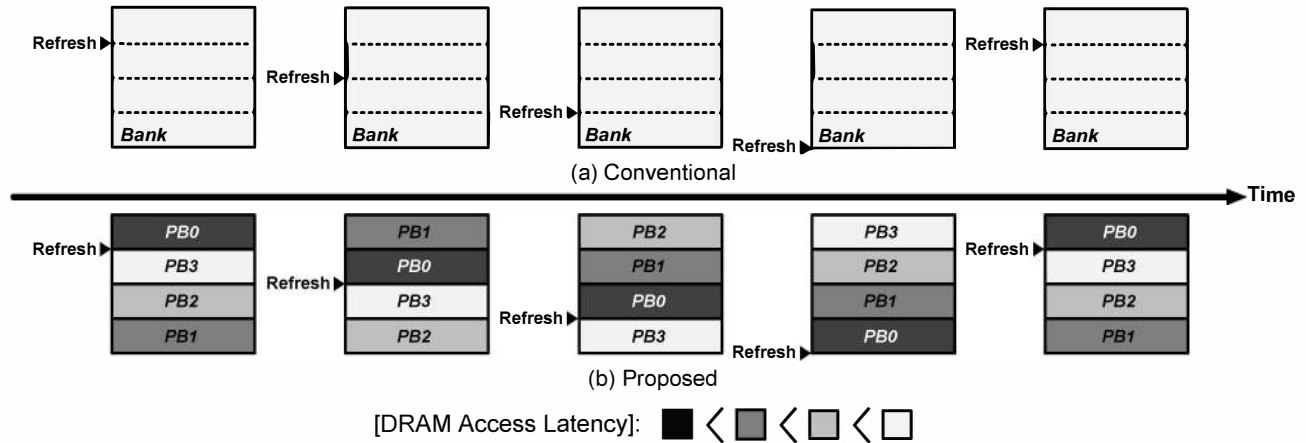 Refresh
Refresh
Refresh
Refresh
Refresh
Bank
Bank
Bank
Bank
Bank
(a) Conventional
Time
PB0
PB3
PB2
PB1
Refresh
PB1
PB0
PB3
PB2
Refresh
PB2
PB1
PB0
PB3
Refresh
PB3
PB2
PB1
PB0
Refresh
PB0
PB3
PB2
PB1
Refresh
(b) Proposed
[DRAM Access Latency]: < < <